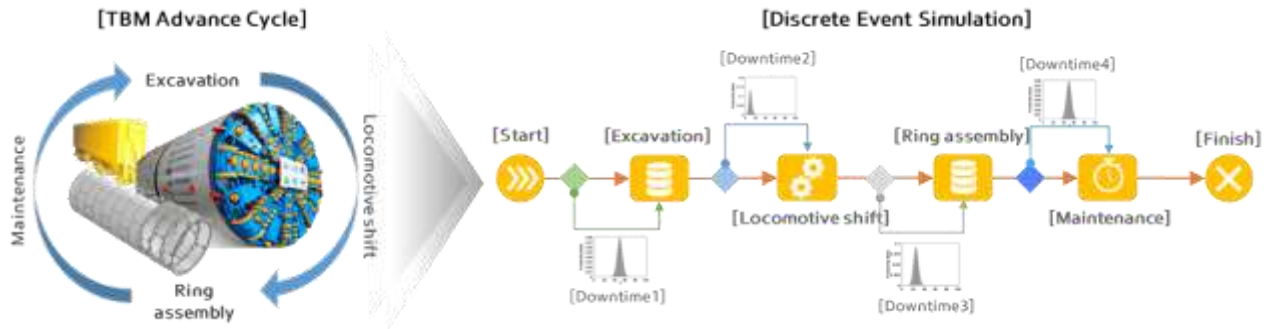 [TBM Advance Cycle]
Excavation
Locomotive shift
Ring
assembly
Maintenance
[Discrete Event Simulation]
[Start]
[Excavation]
[Downtime1]
[Downtime2]
[Locomotive shift]
[Downtime3]
[Ring assembly]
[Downtime4]
[Maintenance]
[Finish]